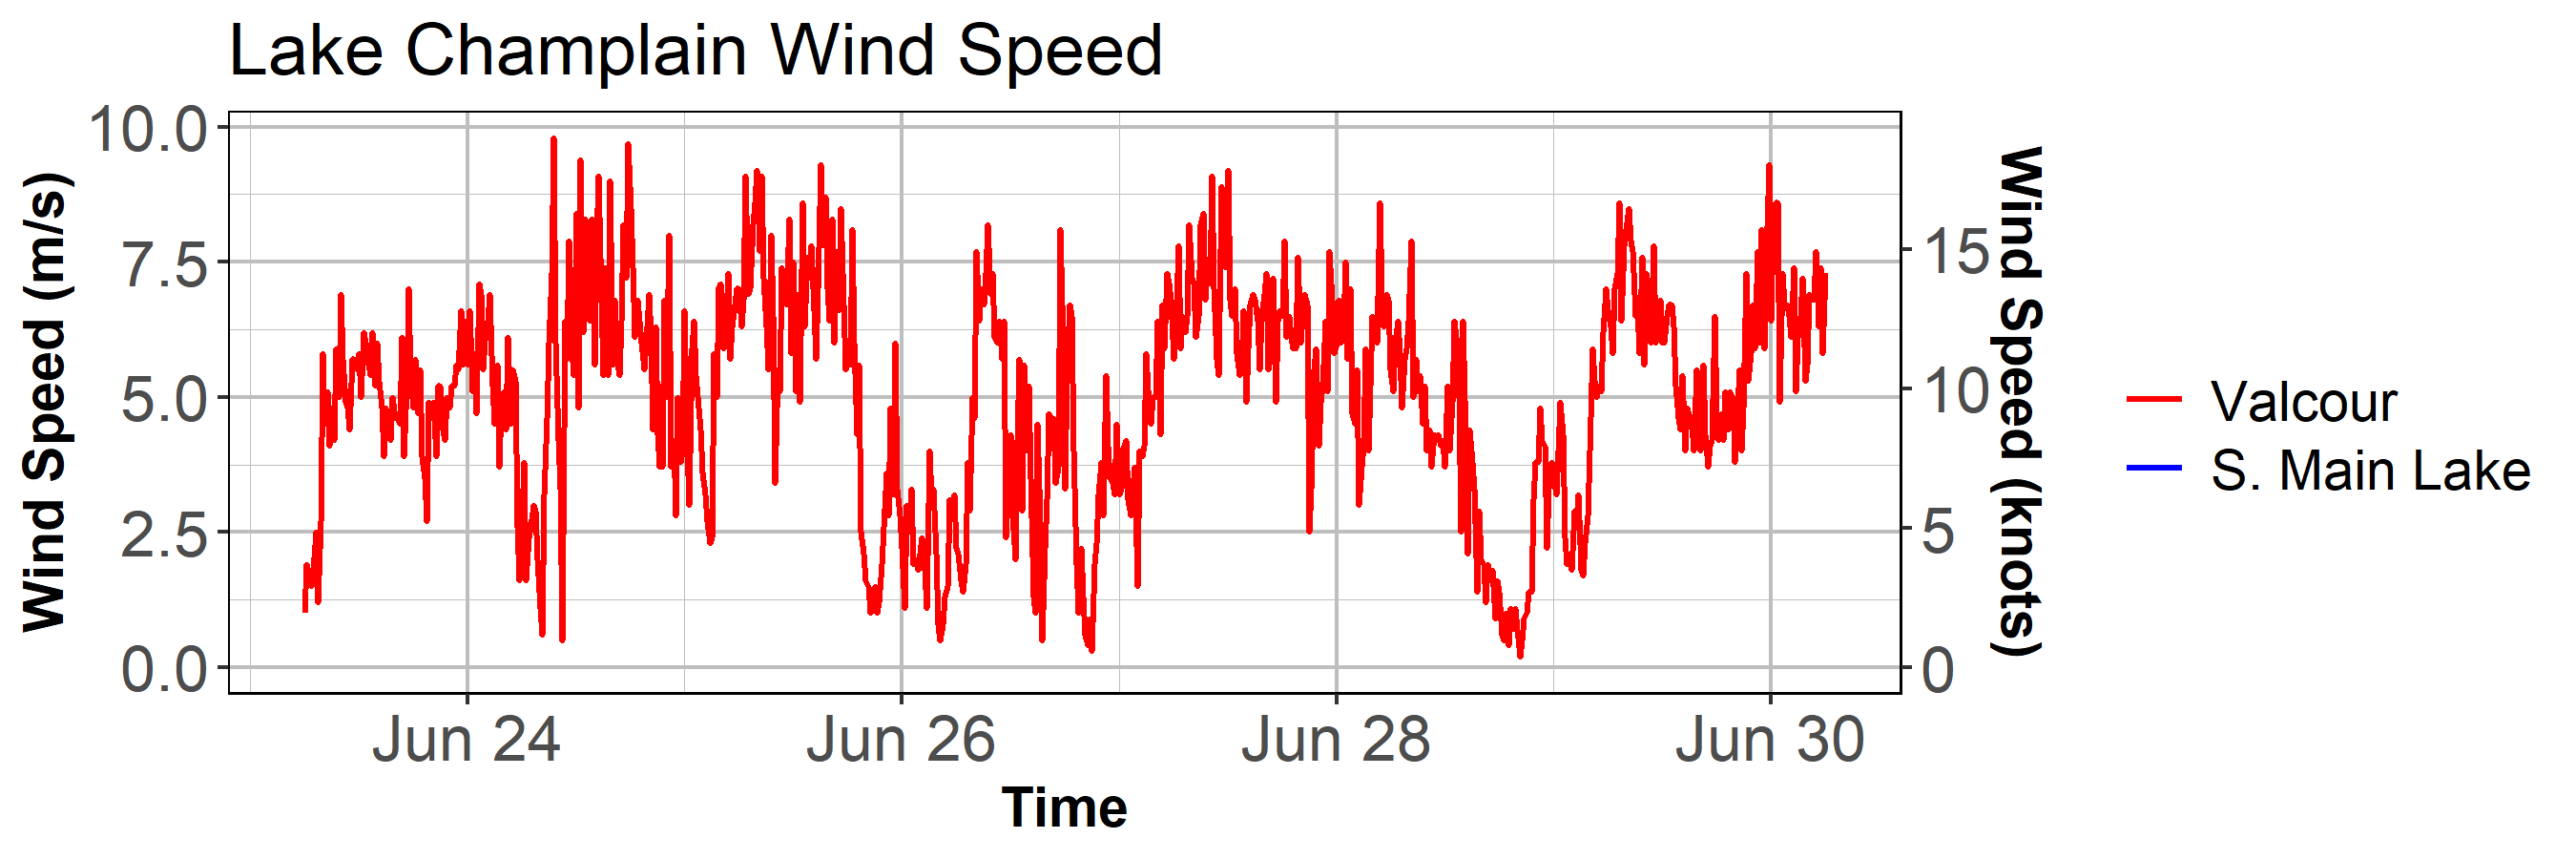 Lake Champlain Wind Speed
10.0
7.5
5.0
2.5
0.0
Wind Speed (m/s)
15
10
5
0
Wind Speed (knots)
Jun 24
Jun 26
Jun 28
Jun 30
Time
Valcour
S. Main Lake